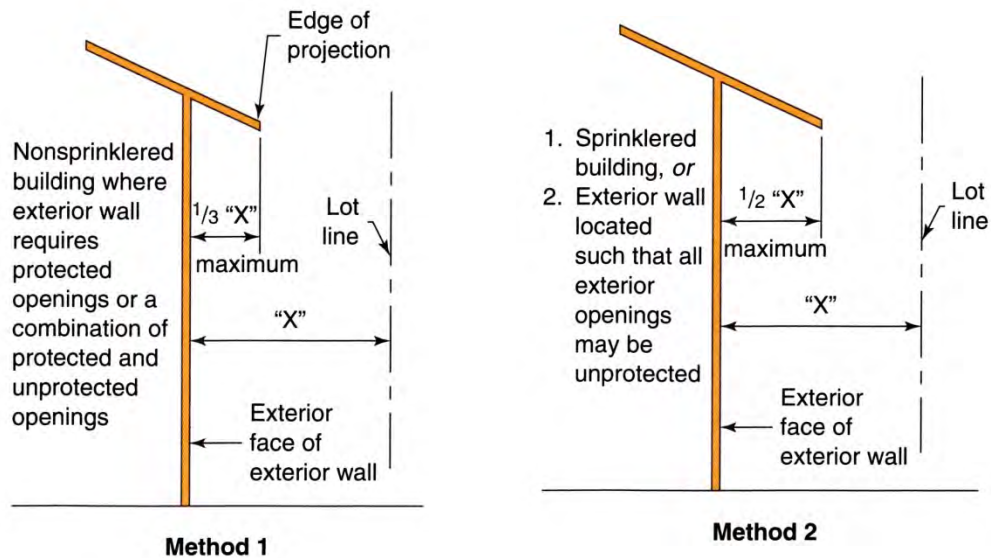 Edge of
projection
Nonsprinklered
building where
exterior wall
requires
protected
openings or a
combination of
protected and
unprotected
openings
1/3 “X”
maximum
Lot
line
“X”
Exterior
face of
exterior wall
Method 1
1. Sprinklered
building, or
2. Exterior wall
located
such that all
exterior
openings
may be
unprotected
1/2 “X”
maximum
Lot
line
“X”
Exterior
face of
exterior wall
Method 2